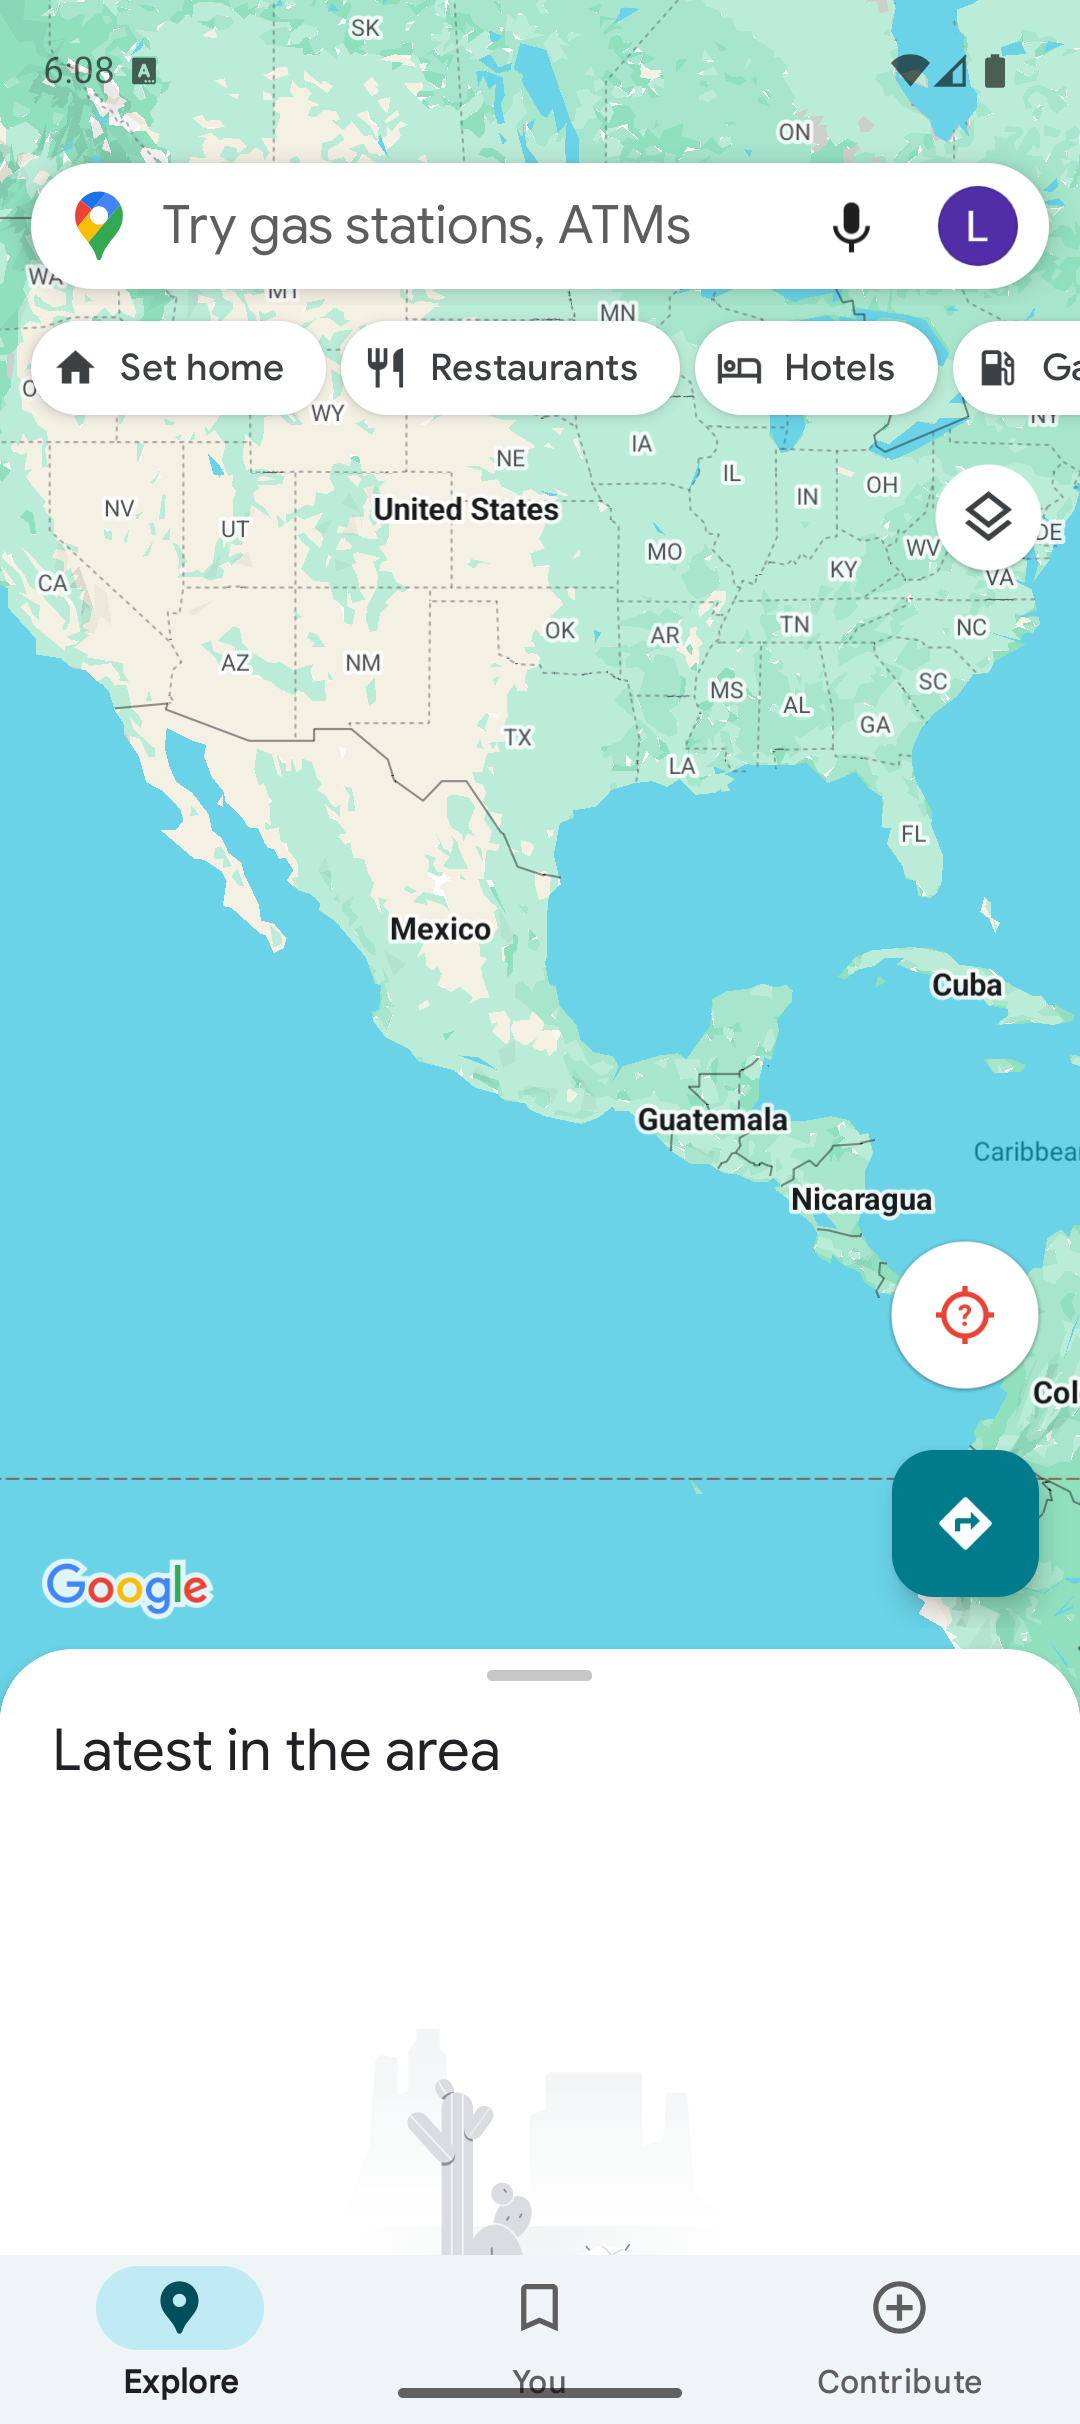 SK
6:08
A
ON
Try gas stations, ATMs
L
WA
MT
MN
Set home
Restaurants
Hotels
WY
NY
IA
NE
IL
OH
IN
NV
United States
UT
DE
WV
MO
KY
CA
VA
TN
NC
OK
AR
AZ
NM
SC
MS
AL
GA
TX
LA
FL
Mexico
Cuba
Guatemala
Nicaragua
?
Google
Latest in the area
Explore
You
Contribute